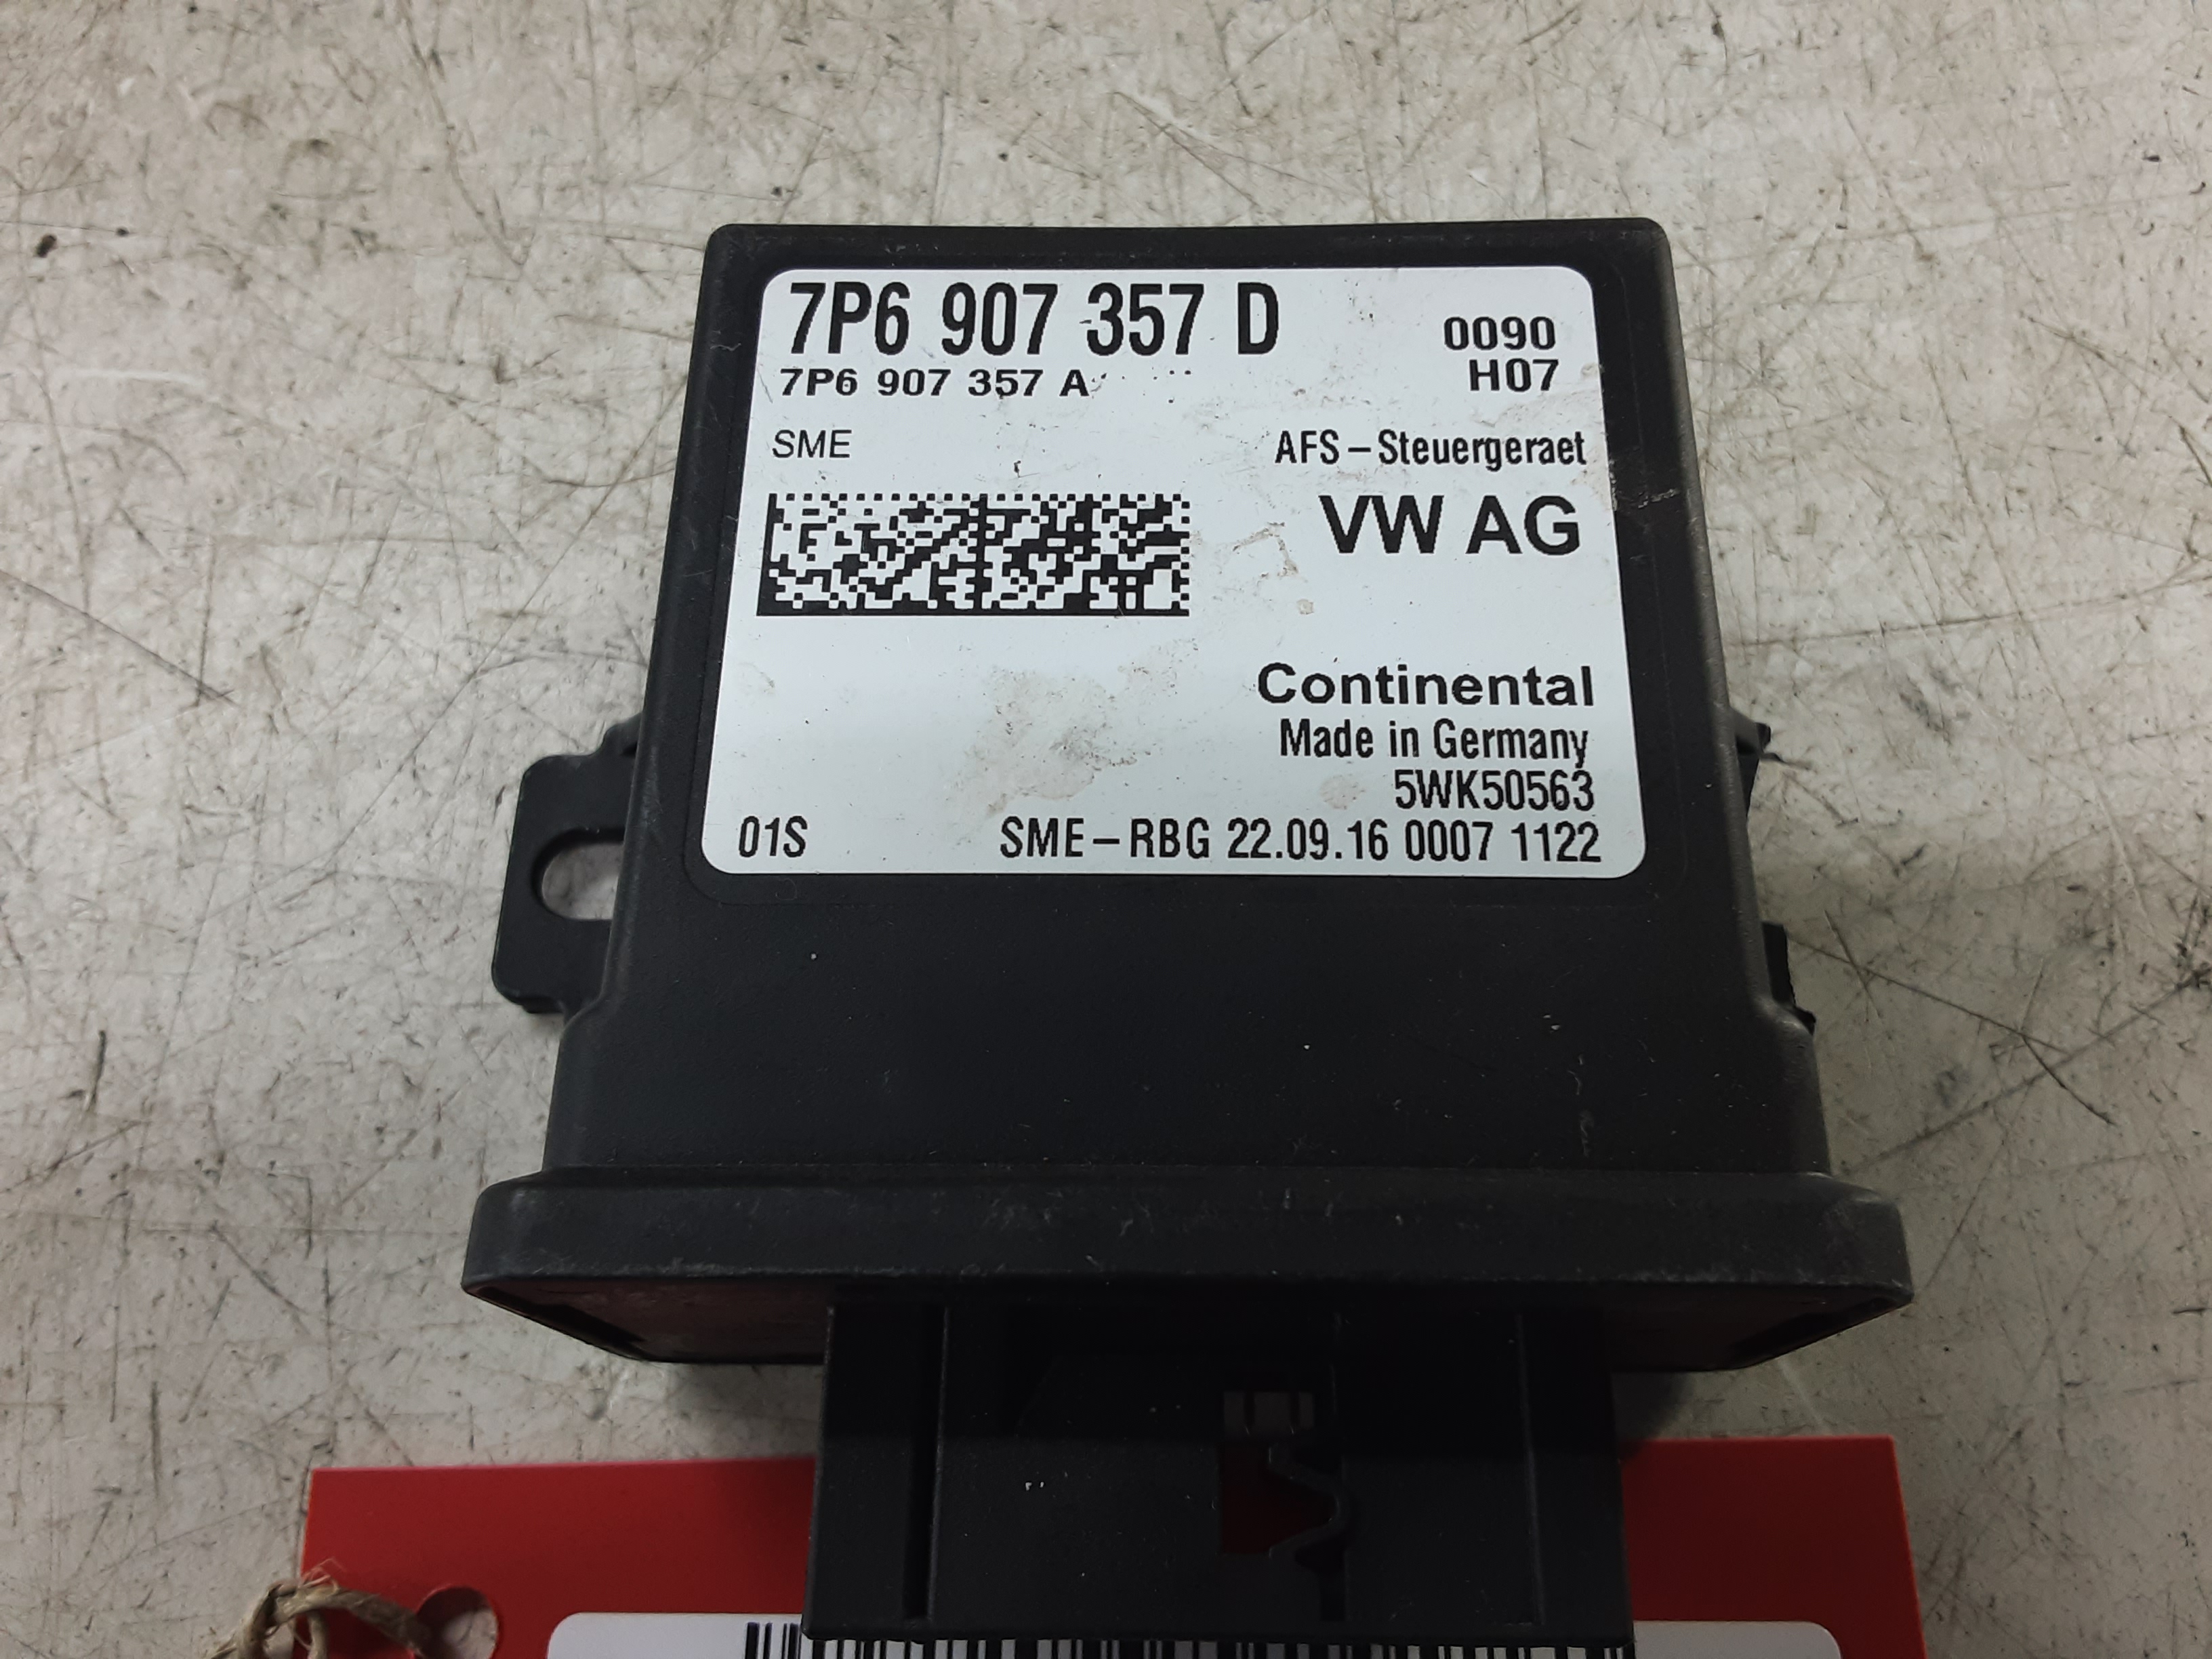 7P6 907 357 D
0090
7P6 907 357 A
H07
SME
AFS-Steuergeraet
VW AG
Continental
Made in Germany
5WK50563
01S
SME-RBG 22.09.16 0007 1122